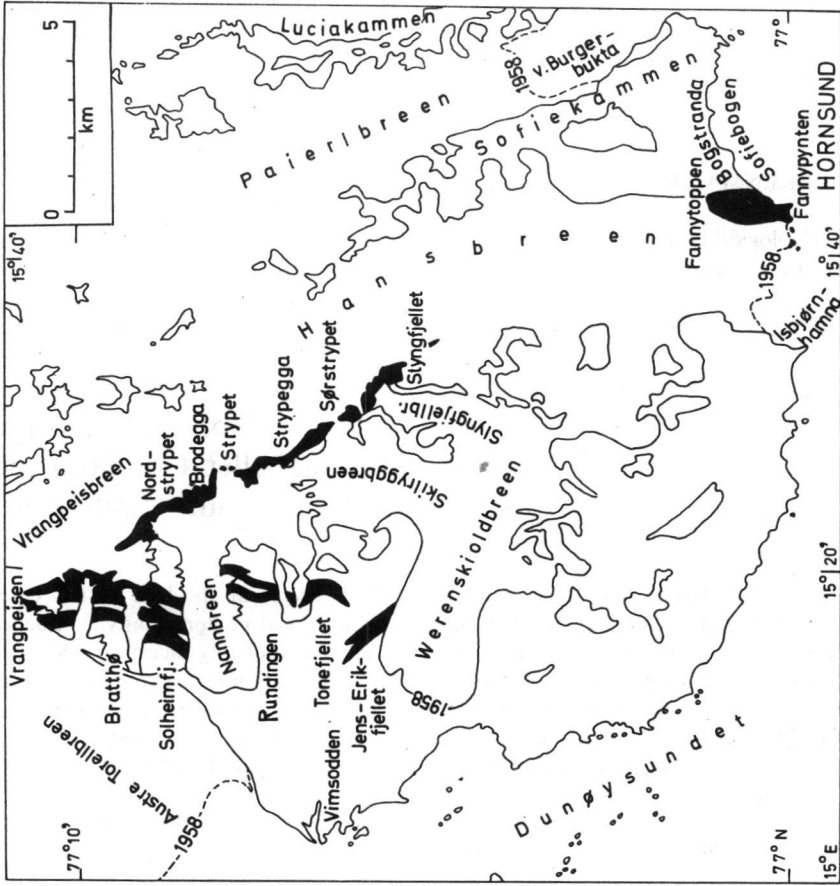 Luciakammen
5
km
0
1958
v. Burger-
bukta
77°
Paierlbreen
Sofiekammen
Bogstranda
Sofiebogen
Fannytoppen
Fannypynten
HORNSUND
15°40'
Hansbreen
1958
15°40'
Isbjørn-
hamna
Vrangpeisbreen
Nord-
strypet
Brodegga
Strypet
Strypegga
Sørstrypet
Slyngfjellet
Slyngfjellbr.
Skilryggbreen
Werenskioldbreen
15°20'
Vrangpeisen
Bratthø
Solheimfj.
Nannbreen
Rundingen
Tonefjellet
Jens-Erik-
fjellet
1958
Austre Torellbreen
1958
Vimsodden
Dunøysundet
77°10'
77°N
15°E